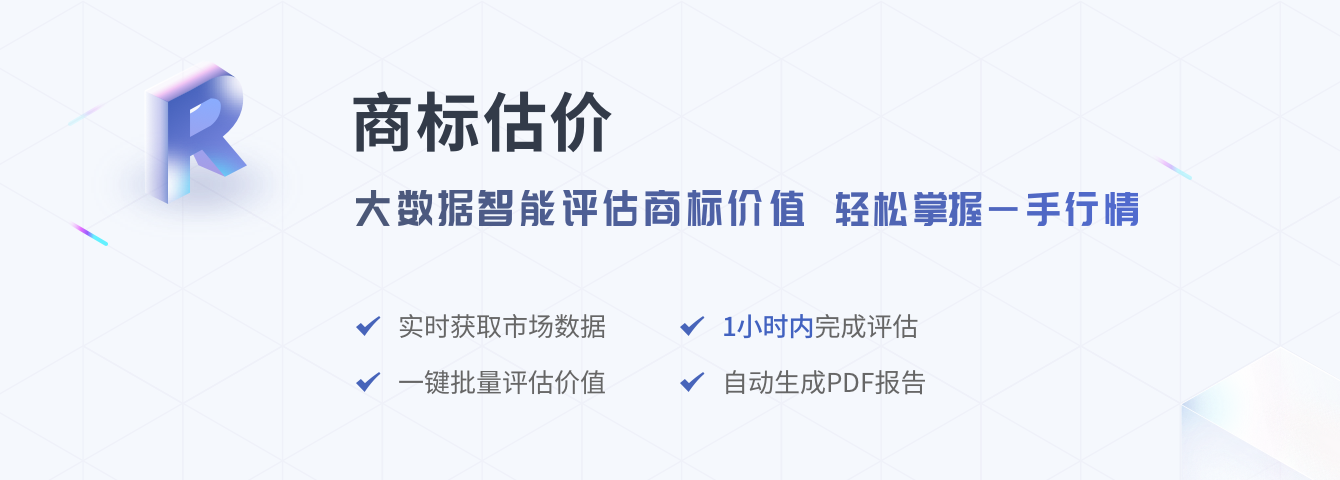 R
商标估价
大数据智能评估商标价值 轻松掌握一手行情
实时获取市场数据
1小时内完成评估
一键批量评估价值
自动生成PDF报告